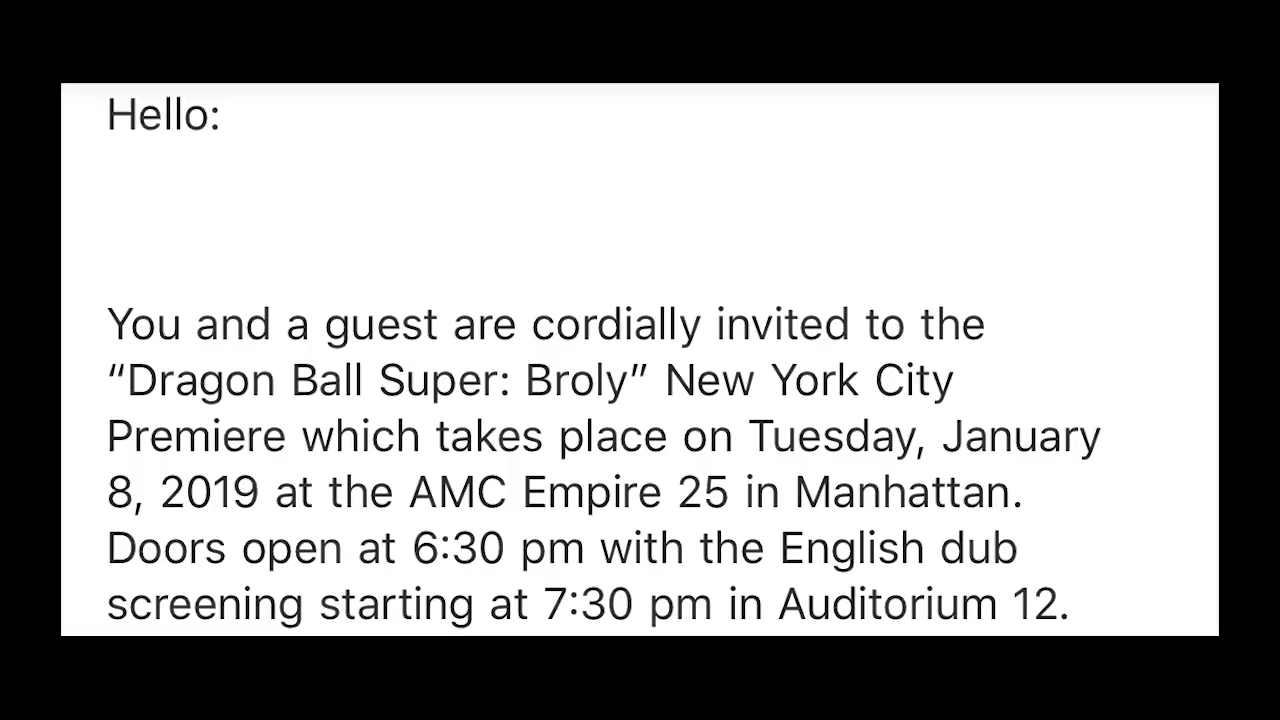 Hello:
You and a guest are cordially invited to the
“Dragon Ball Super: Broly” New York City
Premiere which takes place on Tuesday, January
8, 2019 at the AMC Empire 25 in Manhattan.
Doors open at 6:30 pm with the English dub
screening starting at 7:30 pm in Auditorium 12.